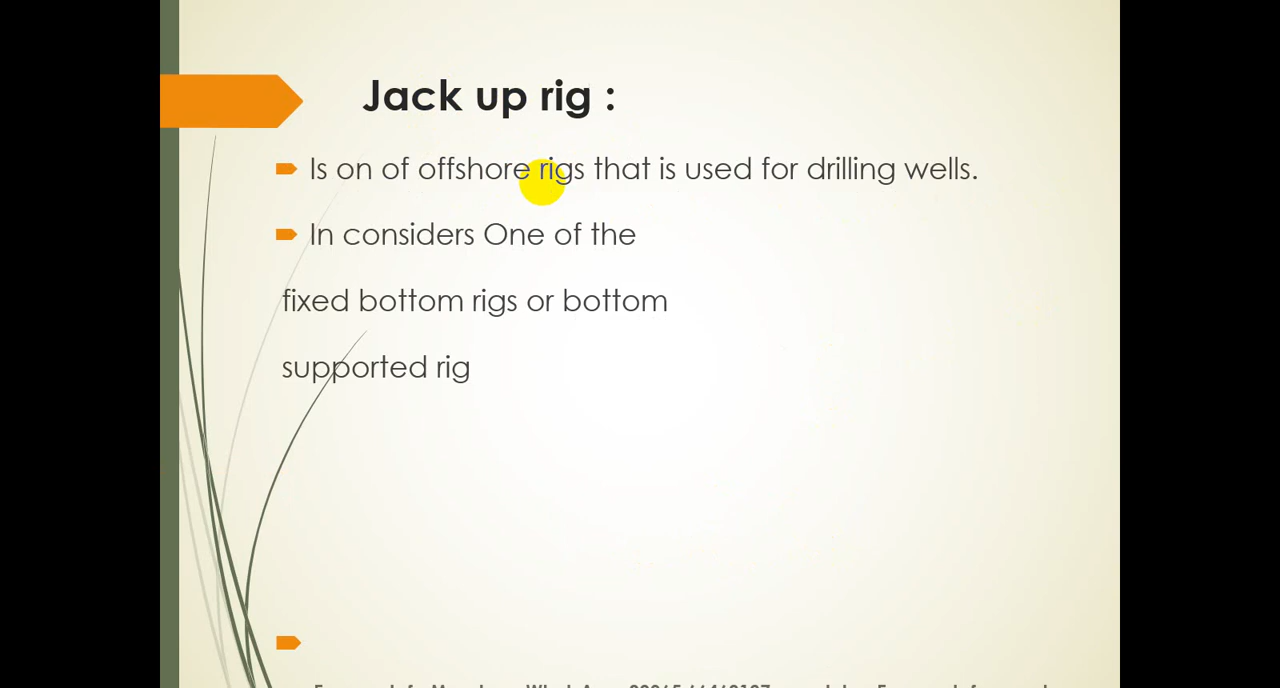 Jack up rig :
Is on of offshore rigs that is used for drilling wells.
In considers One of the
fixed bottom rigs or bottom
supported rig